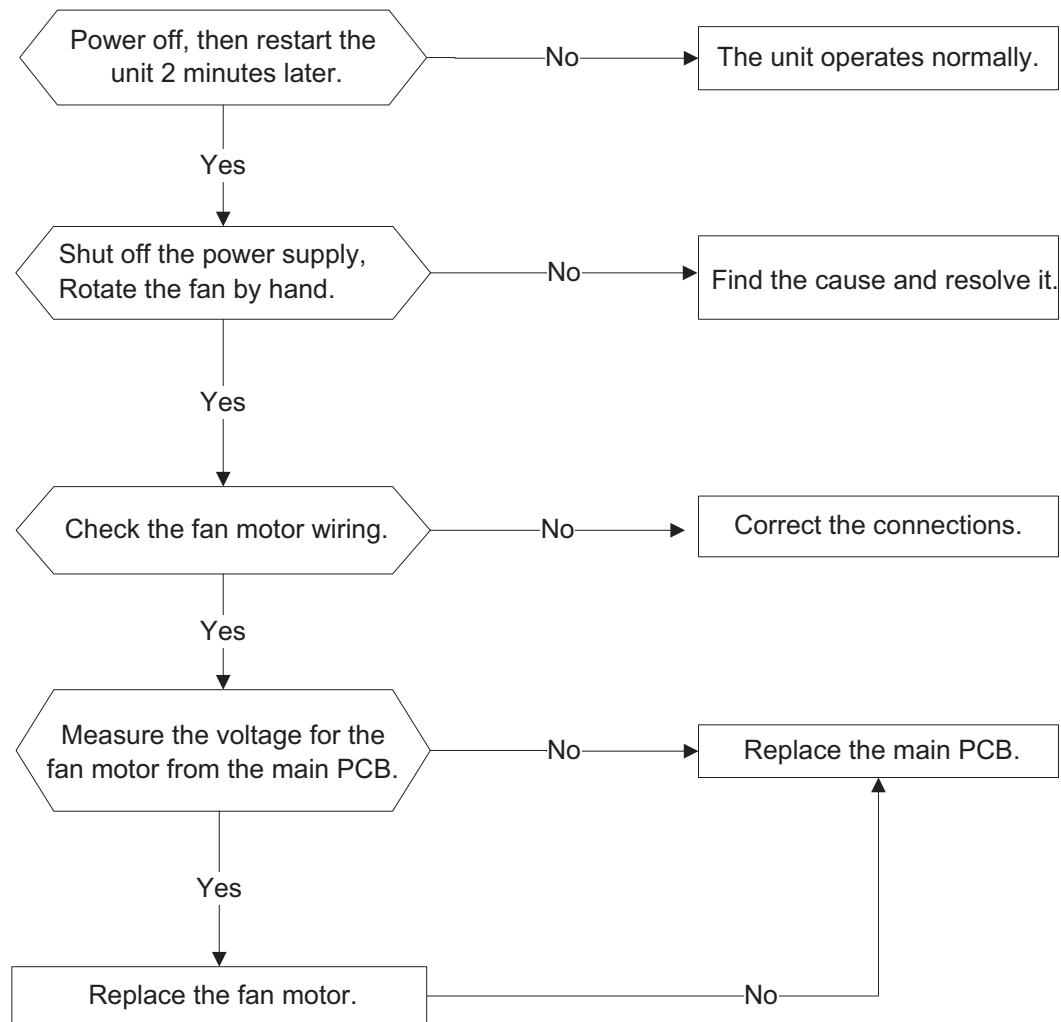 Power off, then restart the
unit 2 minutes later.
No
The unit operates normally.
Yes
Shut off the power supply,
Rotate the fan by hand.
No
Find the cause and resolve it.
Yes
Check the fan motor wiring.
No
Correct the connections.
Yes
Measure the voltage for the
fan motor from the main PCB.
No
Replace the main PCB.
Yes
Replace the fan motor.
No